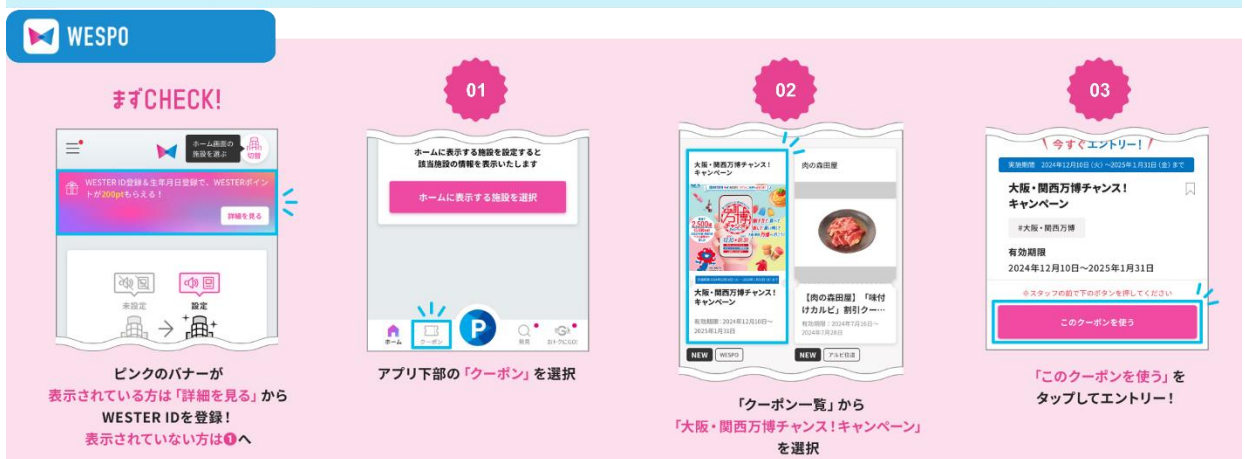 WESPO
まずCHECK!
ホーム画面の
施設を選ぶ
切替
WESTER ID登録＆生年月日登録で、WESTERポイン
トが200ptもらえる！
詳細を見る
未設定
設定
ピンクのバナーが
表示されている方は「詳細を見る」から
WESTER IDを登録！
表示されていない方は❶へ
01
ホームに表示する施設を設定すると
該当施設の情報を表示いたします
ホームに表示する施設を選択
ホーム
クーポン
P
発見
おトクにGO!
アプリ下部の「クーポン」を選択
02
大阪・関西万博チャンス！
キャンペーン
2,500
万博
大阪・関西万博チャンス！
キャンペーン
有効期限：2024年12月10日～
2025年1月31日
NEW
WESPO
肉の森田屋
【肉の森田屋】「味付
けカルビ」割引クー…
有効期限：2024年7月16日～
2024年7月26日
NEW
アルビ住道
「クーポン一覧」から
「大阪・関西万博チャンス！キャンペーン」
を選択
03
今すぐエントリー！
実施期間 2024年12月10日（火）～2025年1月31日（金）まで
大阪・関西万博チャンス！
キャンペーン
#大阪・関西万博
有効期限
2024年12月10日～2025年1月31日
※スタッフの前で下のボタンを押してください
このクーポンを使う
「このクーポンを使う」を
タップしてエントリー！